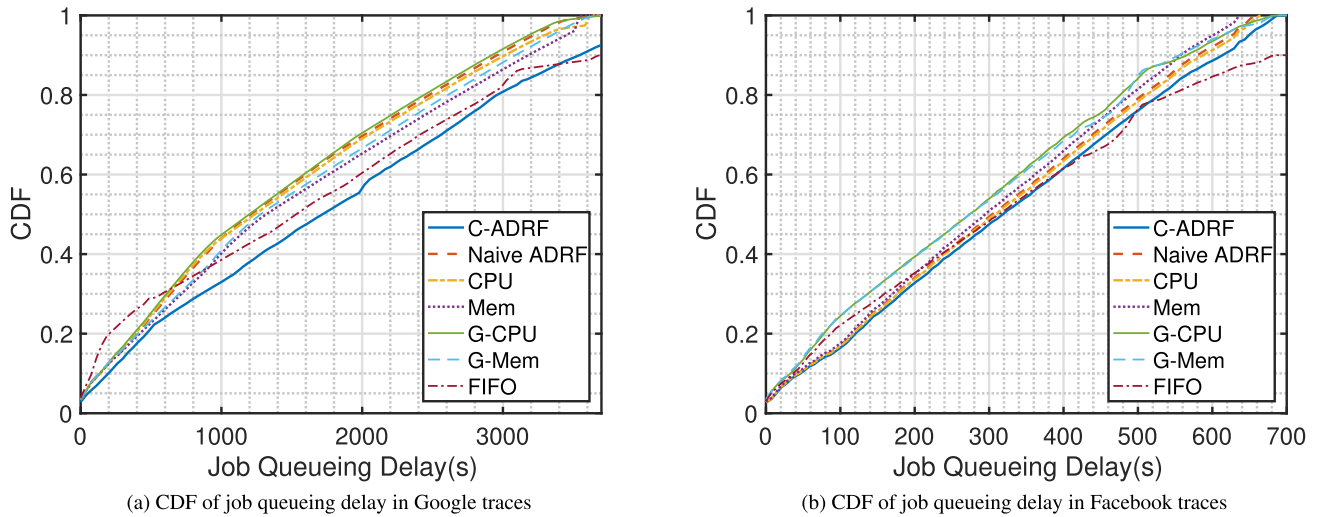 CDF
1
0.8
0.6
0.4
0.2
0
0 1000 2000 3000
Job Queueing Delay(s)
C-ADRF
Naive ADRF
CPU
Mem
G-CPU
G-Mem
FIFO
(a) CDF of job queueing delay in Google traces
CDF
1
0.8
0.6
0.4
0.2
0
0 100 200 300 400 500 600 700
Job Queueing Delay(s)
C-ADRF
Naive ADRF
CPU
Mem
G-CPU
G-Mem
FIFO
(b) CDF of job queueing delay in Facebook traces